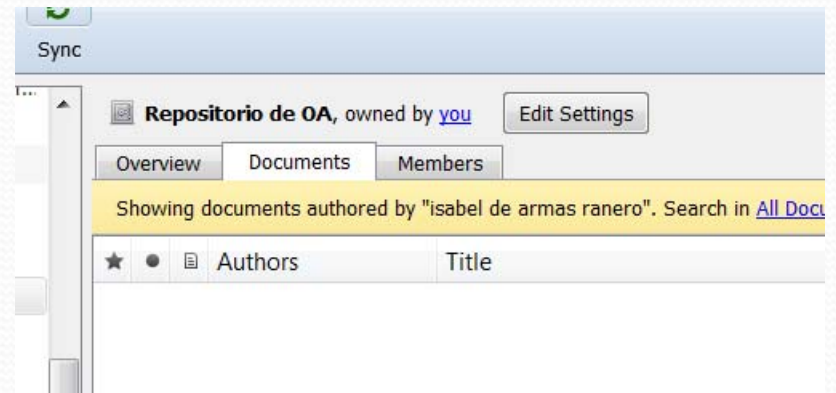 Sync
Repositorio de OA, owned by you Edit Settings
Overview Documents Members
Showing documents authored by "isabel de armas ranero". Search in All Docu
Authors Title